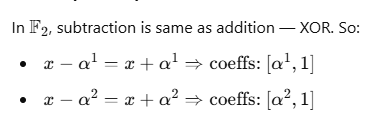 In 𝔽₂, subtraction is same as addition — XOR. So:
• x − α¹ = x + α¹ ⇒ coeffs: [α¹, 1]
• x − α² = x + α² ⇒ coeffs: [α², 1]